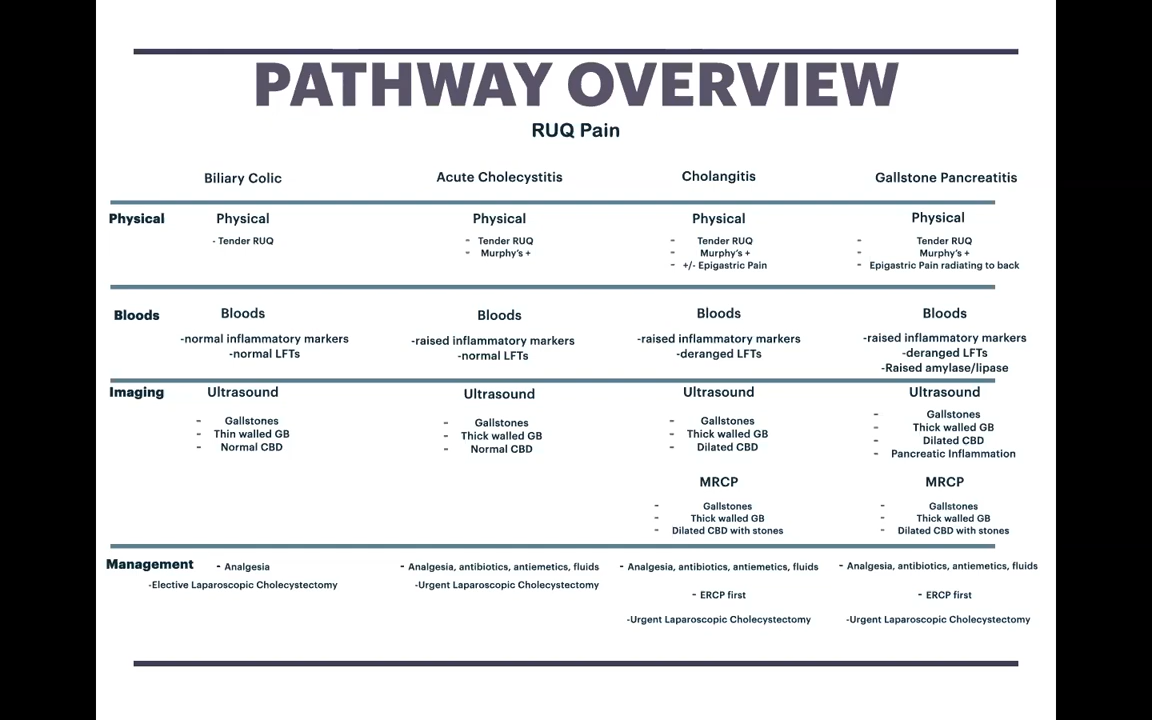 PATHWAY OVERVIEW
RUQ Pain
Biliary Colic
Acute Cholecystitis
Cholangitis
Gallstone Pancreatitis
Physical
Physical
- Tender RUQ
Physical
- Tender RUQ
- Murphy's +
Physical
- Tender RUQ
- Murphy's +
- +/- Epigastric Pain
Physical
- Tender RUQ
- Murphy's +
- Epigastric Pain radiating to back
Bloods
Bloods
-normal inflammatory markers
-normal LFTs
Bloods
-raised inflammatory markers
-normal LFTs
Bloods
-raised inflammatory markers
-deranged LFTs
Bloods
-raised inflammatory markers
-deranged LFTs
-Raised amylase/lipase
Imaging
Ultrasound
- Gallstones
- Thin walled GB
- Normal CBD
Ultrasound
- Gallstones
- Thick walled GB
- Normal CBD
Ultrasound
- Gallstones
- Thick walled GB
- Dilated CBD
MRCP
- Gallstones
- Thick walled GB
- Dilated CBD with stones
Ultrasound
- Gallstones
- Thick walled GB
- Dilated CBD
- Pancreatic Inflammation
MRCP
- Gallstones
- Thick walled GB
- Dilated CBD with stones
Management
- Analgesia
-Elective Laparoscopic Cholecystectomy
- Analgesia, antibiotics, antiemetics, fluids
-Urgent Laparoscopic Cholecystectomy
- Analgesia, antibiotics, antiemetics, fluids
- ERCP first
-Urgent Laparoscopic Cholecystectomy
- Analgesia, antibiotics, antiemetics, fluids
- ERCP first
-Urgent Laparoscopic Cholecystectomy